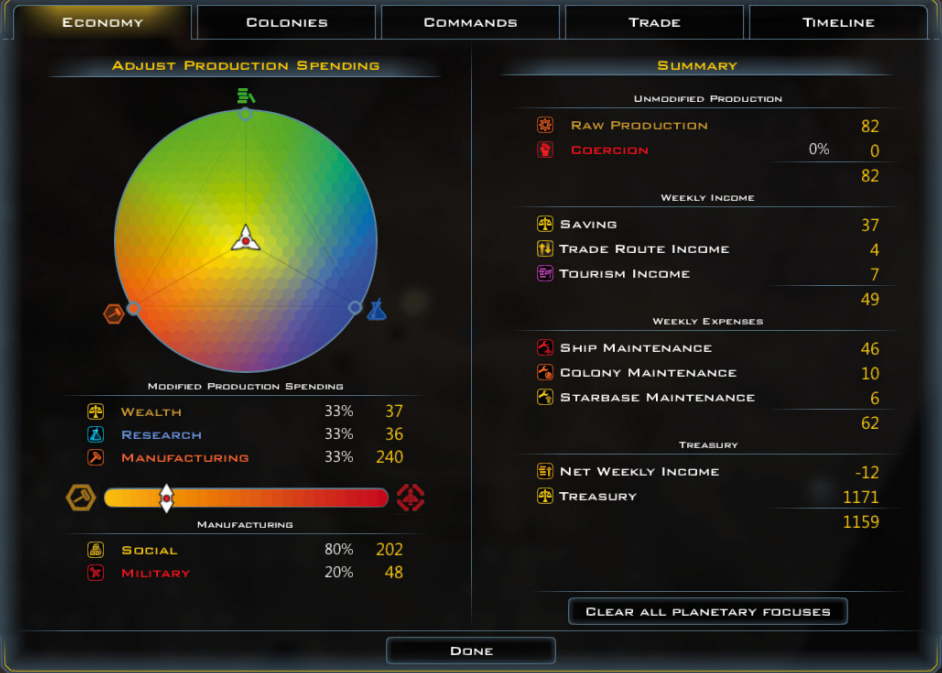 Economy
Colonies
Commands
Trade
Timeline
Adjust Production Spending
Modified Production Spending
Wealth 33% 37
Research 33% 36
Manufacturing 33% 240
Manufacturing
Social 80% 202
Military 20% 48
Summary
Unmodified Production
Raw Production 82
Coercion 0% 0
82
Weekly Income
Saving 37
Trade Route Income 4
Tourism Income 7
49
Weekly Expenses
Ship Maintenance 46
Colony Maintenance 10
Starbase Maintenance 6
62
Treasury
Net Weekly Income -12
Treasury 1171
1159
Clear all planetary focuses
Done